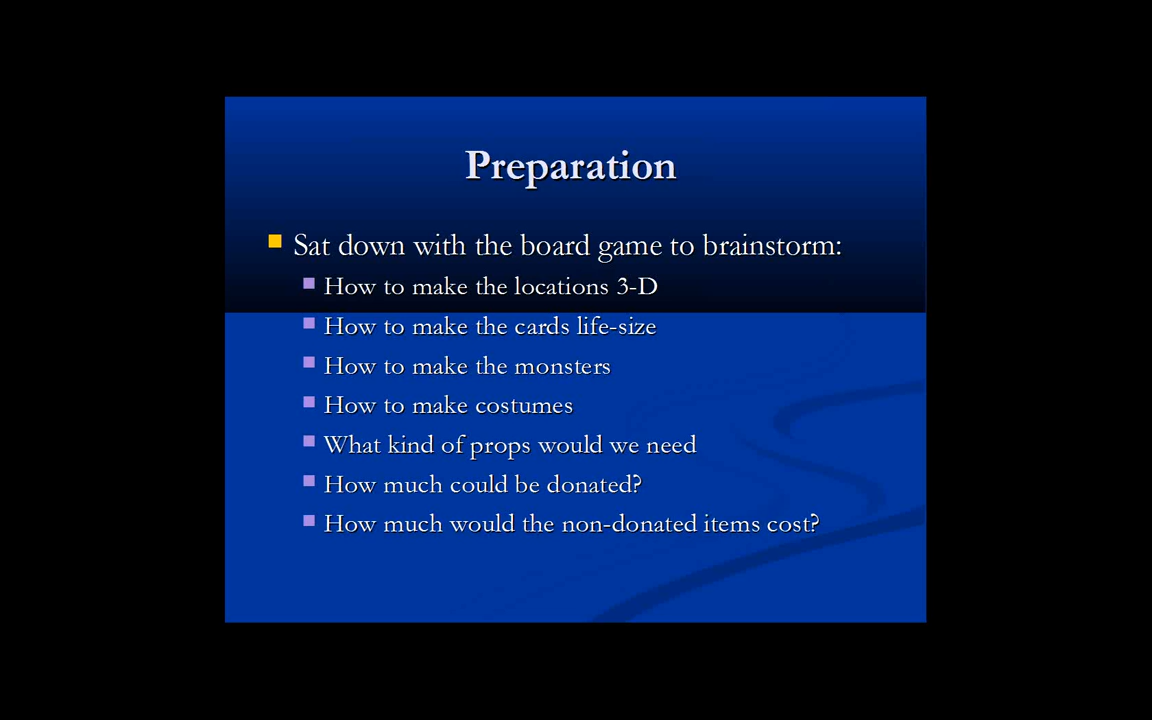 Preparation
Sat down with the board game to brainstorm:
How to make the locations 3-D
How to make the cards life-size
How to make the monsters
How to make costumes
What kind of props would we need
How much could be donated?
How much would the non-donated items cost?